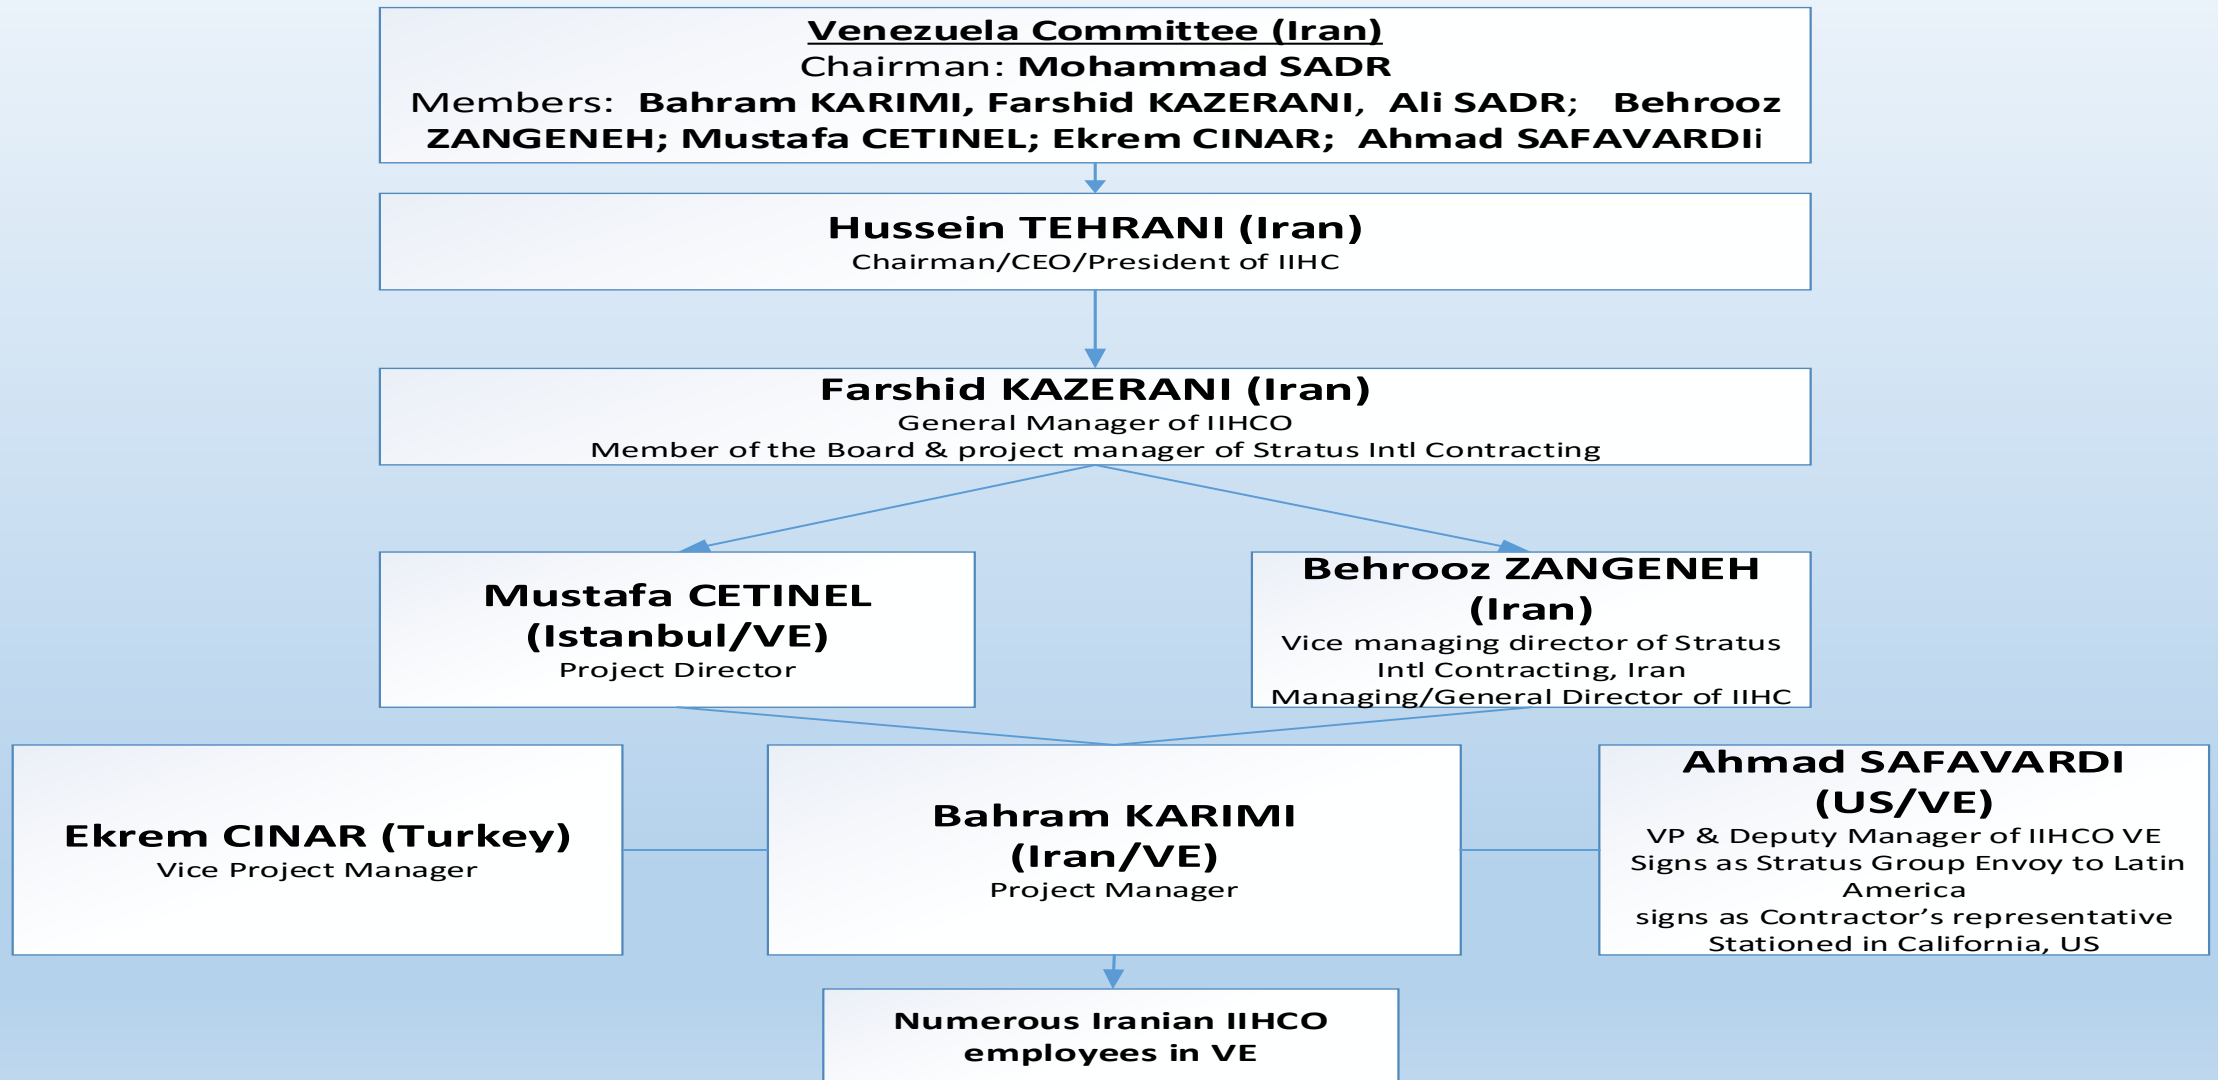 Venezuela Committee (Iran)
Chairman: Mohammad SADR
Members: Bahram KARIMI, Farshid KAZERANI, Ali SADR; Behrooz
ZANGENEH; Mustafa CETINEL; Ekrem CINAR; Ahmad SAFAVARDIi
Hussein TEHRANI (Iran)
Chairman/CEO/President of IIHC
Farshid KAZERANI (Iran)
General Manager of IIHCO
Member of the Board & project manager of Stratus Intl Contracting
Mustafa CETINEL
(Istanbul/VE)
Project Director
Behrooz ZANGENEH
(Iran)
Vice managing director of Stratus
Intl Contracting, Iran
Managing/General Director of IIHC
Ekrem CINAR (Turkey)
Vice Project Manager
Bahram KARIMI
(Iran/VE)
Project Manager
Ahmad SAFAVARDI
(US/VE)
VP & Deputy Manager of IIHCO VE
Signs as Stratus Group Envoy to Latin
America
signs as Contractor’s representative
Stationed in California, US
Numerous Iranian IIHCO
employees in VE